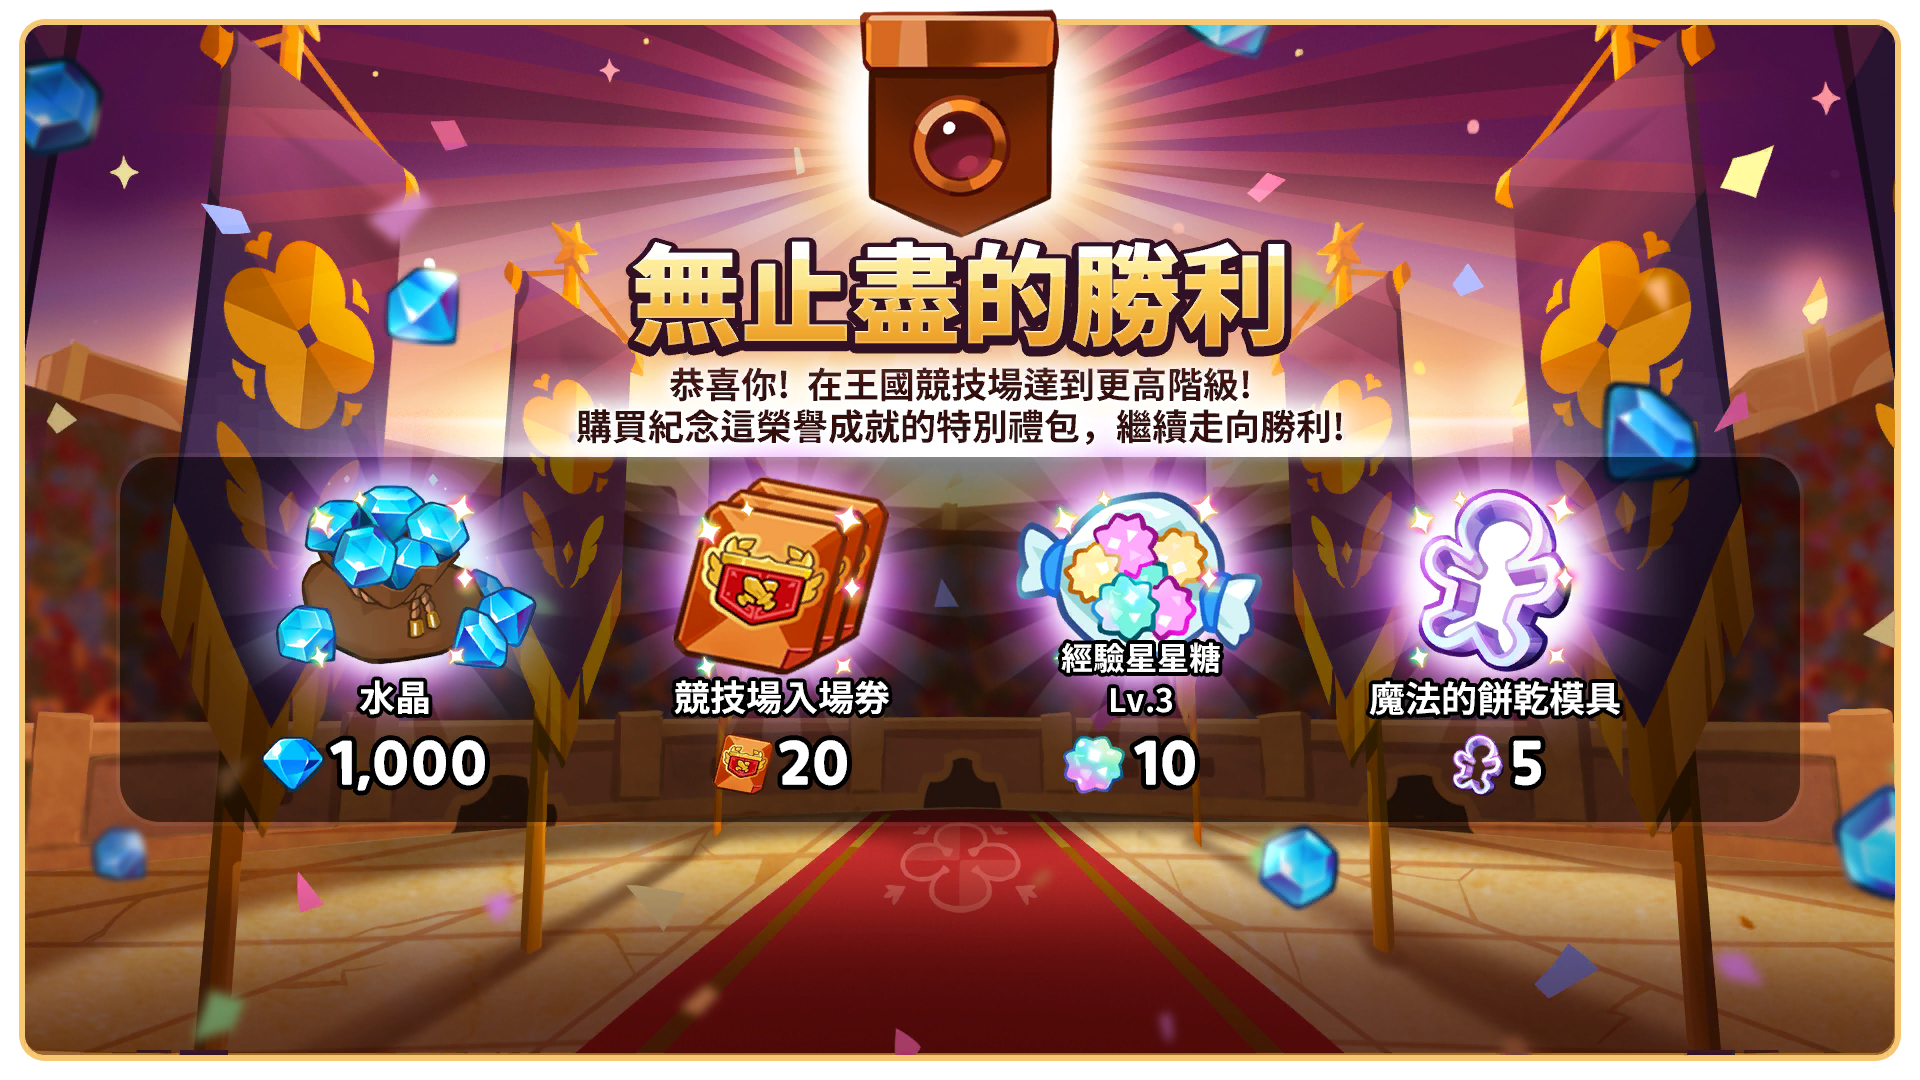 無止盡的勝利
恭喜你! 在王國競技場達到更高階級!
購買紀念這榮譽成就的特別禮包，繼續走向勝利!
水晶
1,000
競技場入場券
20
經驗星星糖
Lv.3
10
魔法的餅乾模具
5